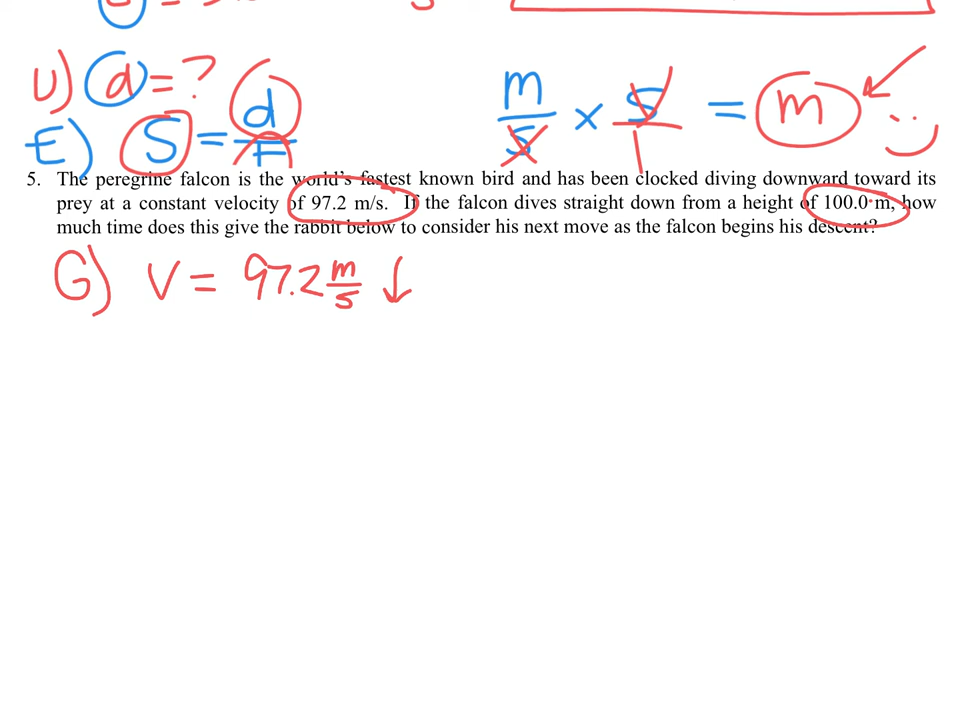 U) d = ? d
m/s × s/1 = m
E) S = d/t
5. The peregrine falcon is the world's fastest known bird and has been clocked diving downward toward its
prey at a constant velocity of 97.2 m/s. If the falcon dives straight down from a height of 100.0 m, how
much time does this give the rabbit below to consider his next move as the falcon begins his descent?
G) V = 97.2 m/s ↓